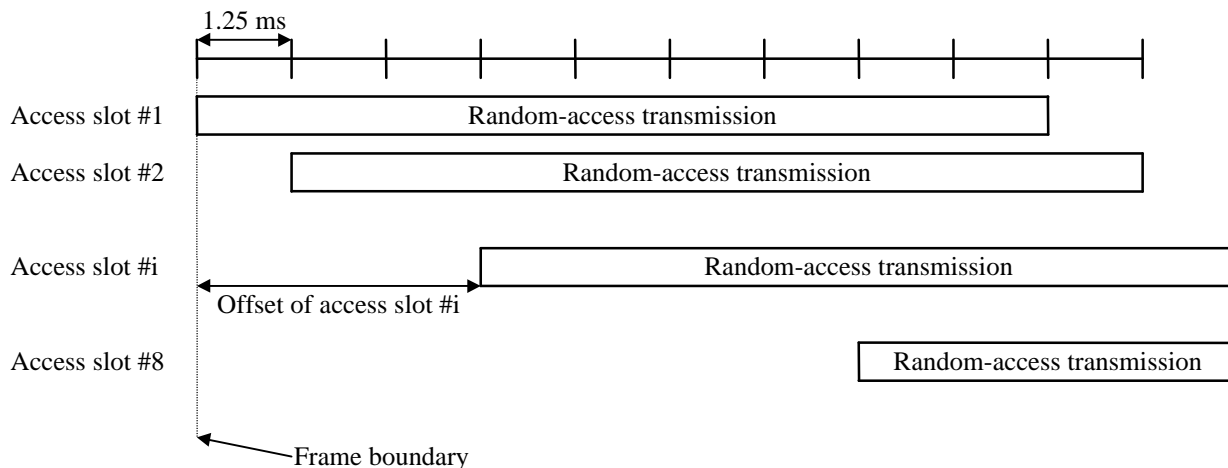 1.25 ms
Access slot #1
Random-access transmission
Access slot #2
Random-access transmission
Access slot #i
Random-access transmission
Offset of access slot #i
Access slot #8
Random-access transmission
Frame boundary